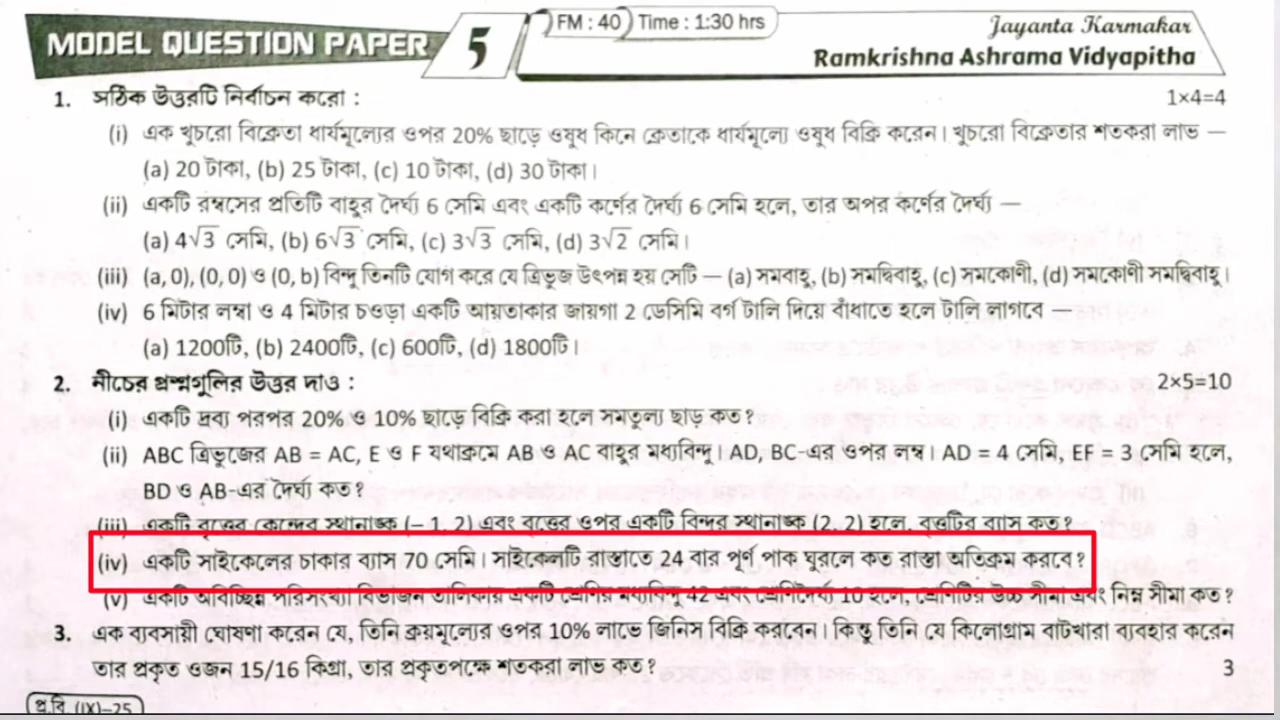 MODEL QUESTION PAPER 5 FM : 40 Time : 1:30 hrs Jayanta Karmakar
Ramkrishna Ashrama Vidyapitha
1. সঠিক উত্তরটি নির্বাচন করো : 1×4=4
(i) এক খুচরো বিক্রেতা ধার্যমূল্যের ওপর 20% ছাড়ে ওষুধ কিনে ক্রেতাকে ধার্যমূল্যে ওষুধ বিক্রি করেন। খুচরো বিক্রেতার শতকরা লাভ —
(a) 20 টাকা, (b) 25 টাকা, (c) 10 টাকা, (d) 30 টাকা।
(ii) একটি রম্বসের প্রতিটি বাহুর দৈর্ঘ্য 6 সেমি এবং একটি কর্ণের দৈর্ঘ্য 6 সেমি হলে, তার অপর কর্ণের দৈর্ঘ্য —
(a) 4√3 সেমি, (b) 6√3 সেমি, (c) 3√3 সেমি, (d) 3√2 সেমি।
(iii) (a, 0), (0, 0) ও (0, b) বিন্দু তিনটি যোগ করে যে ত্রিভুজ উৎপন্ন হয় সেটি — (a) সমবাহু, (b) সমদ্বিবাহু, (c) সমকোণী, (d) সমকোণী সমদ্বিবাহু।
(iv) 6 মিটার লম্বা ও 4 মিটার চওড়া একটি আয়তাকার জায়গা 2 ডেসিমি বর্গ টালি দিয়ে বাঁধাতে হলে টালি লাগবে —
(a) 1200টি, (b) 2400টি, (c) 600টি, (d) 1800টি।
2. নীচের প্রশ্নগুলির উত্তর দাও : 2×5=10
(i) একটি দ্রব্য পরপর 20% ও 10% ছাড়ে বিক্রি করা হলে সমতুল্য ছাড় কত?
(ii) ABC ত্রিভুজের AB = AC, E ও F যথাক্রমে AB ও AC বাহুর মধ্যবিন্দু। AD, BC-এর ওপর লম্ব। AD = 4 সেমি, EF = 3 সেমি হলে,
BD ও AB-এর দৈর্ঘ্য কত?
(iii) একটি বৃত্তের কেন্দ্রের স্থানাঙ্ক 2) এবং বৃত্তের ওপর একটি বিন্দুর স্থানাঙ্ক (2, 2) হলে, বৃত্তটির ব্যাস কত?
(iv) একটি সাইকেলের চাকার ব্যাস 70 সেমি। সাইকেলটি রাস্তাতে 24 বার পূর্ণ পাক ঘুরলে কত রাস্তা অতিক্রম করবে?
(v) একটি অবিচ্ছিন্ন পরিসংখ্যা বিভাজন তালিকার একটি শ্রেণির মধ্যবিন্দু 42 এবং শ্রেণিদৈর্ঘ্য 10 হলে, শ্রেণিটির উচ্চ সীমা এবং নিম্ন সীমা কত?
3. এক ব্যবসায়ী ঘোষণা করেন যে, তিনি ক্রয়মূল্যের ওপর 10% লাভে জিনিস বিক্রি করবেন। কিন্তু তিনি যে কিলোগ্রাম বাটখারা ব্যবহার করেন
তার প্রকৃত ওজন 15/16 কিগ্রা, তার প্রকৃতপক্ষে শতকরা লাভ কত? 3
প্র.বি. (IX)–25